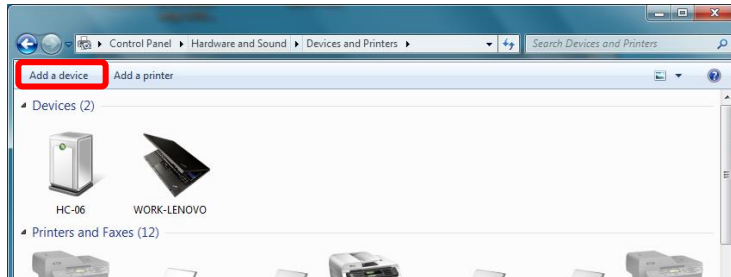 Control Panel ▸ Hardware and Sound ▸ Devices and Printers ▸
Search Devices and Printers
Add a device Add a printer
Devices (2)
HC-06 WORK-LENOVO
Printers and Faxes (12)